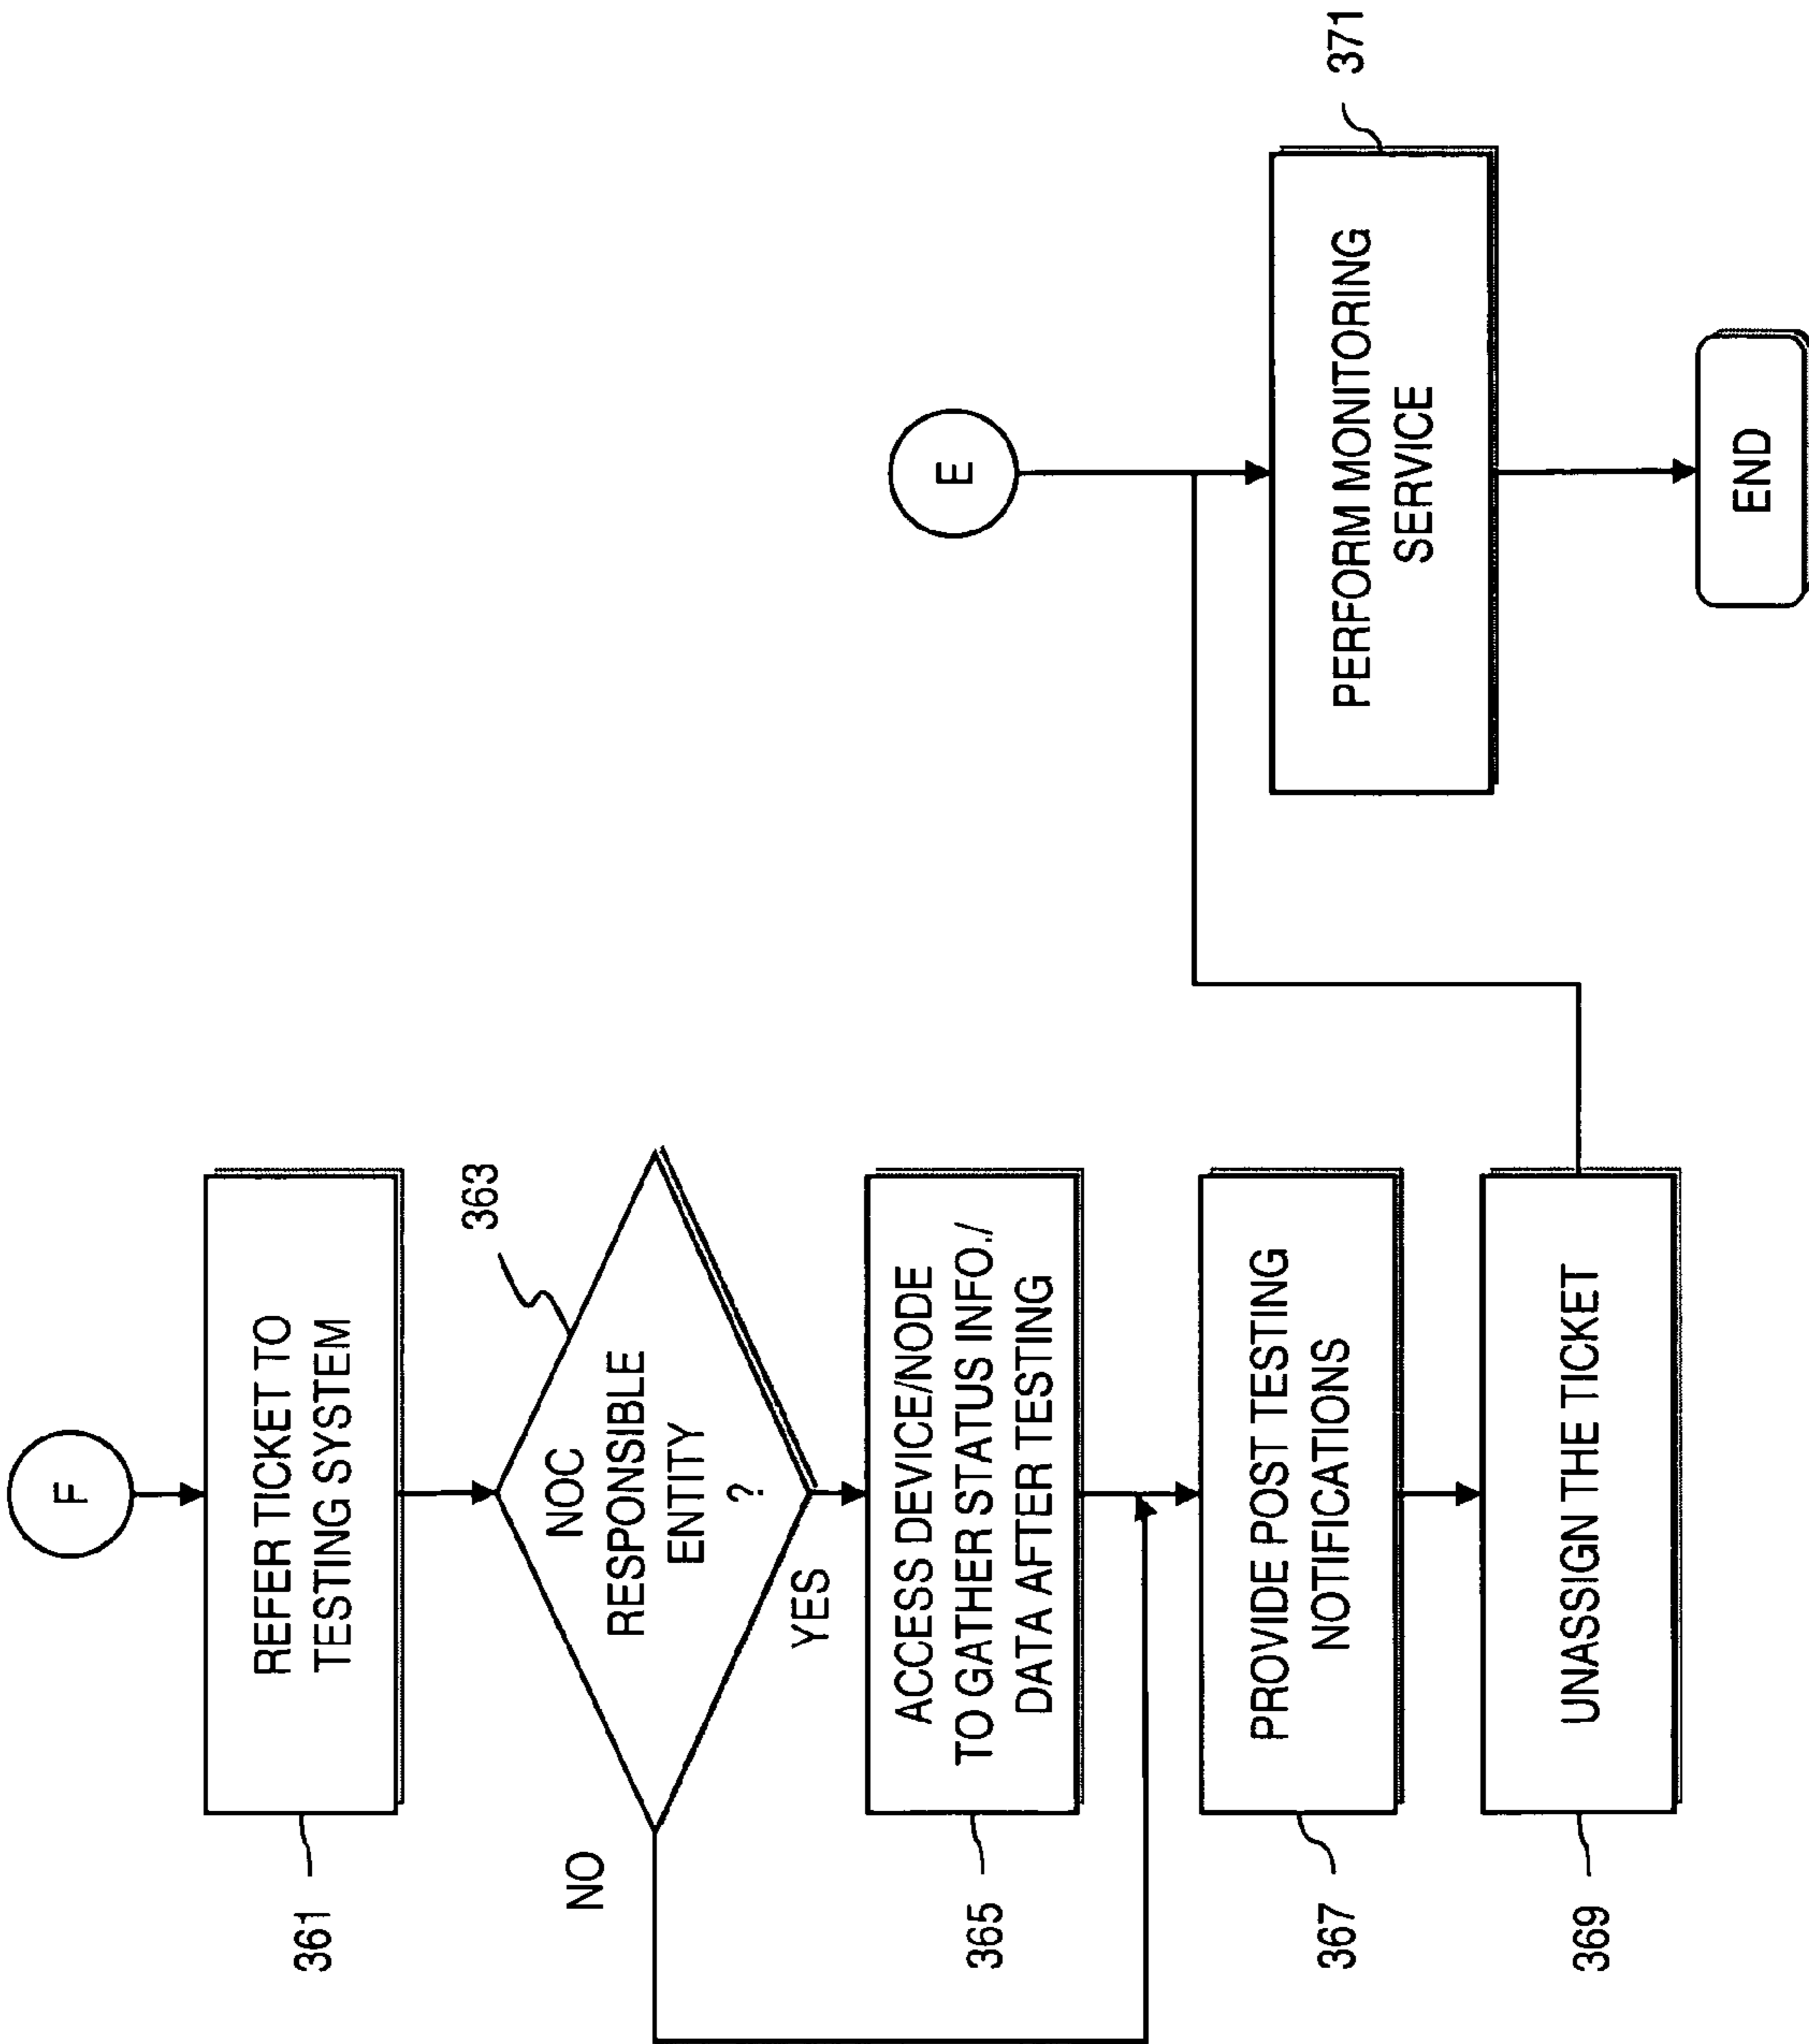 F
REFER TICKET TO
TESTING SYSTEM
361
363
NOC
RESPONSIBLE
ENTITY
?
NO
YES
ACCESS DEVICE/NODE
TO GATHER STATUS INFO./
DATA AFTER TESTING
365
PROVIDE POST TESTING
NOTIFICATIONS
367
UNASSIGN THE TICKET
369
E
PERFORM MONITORING
SERVICE
371
END